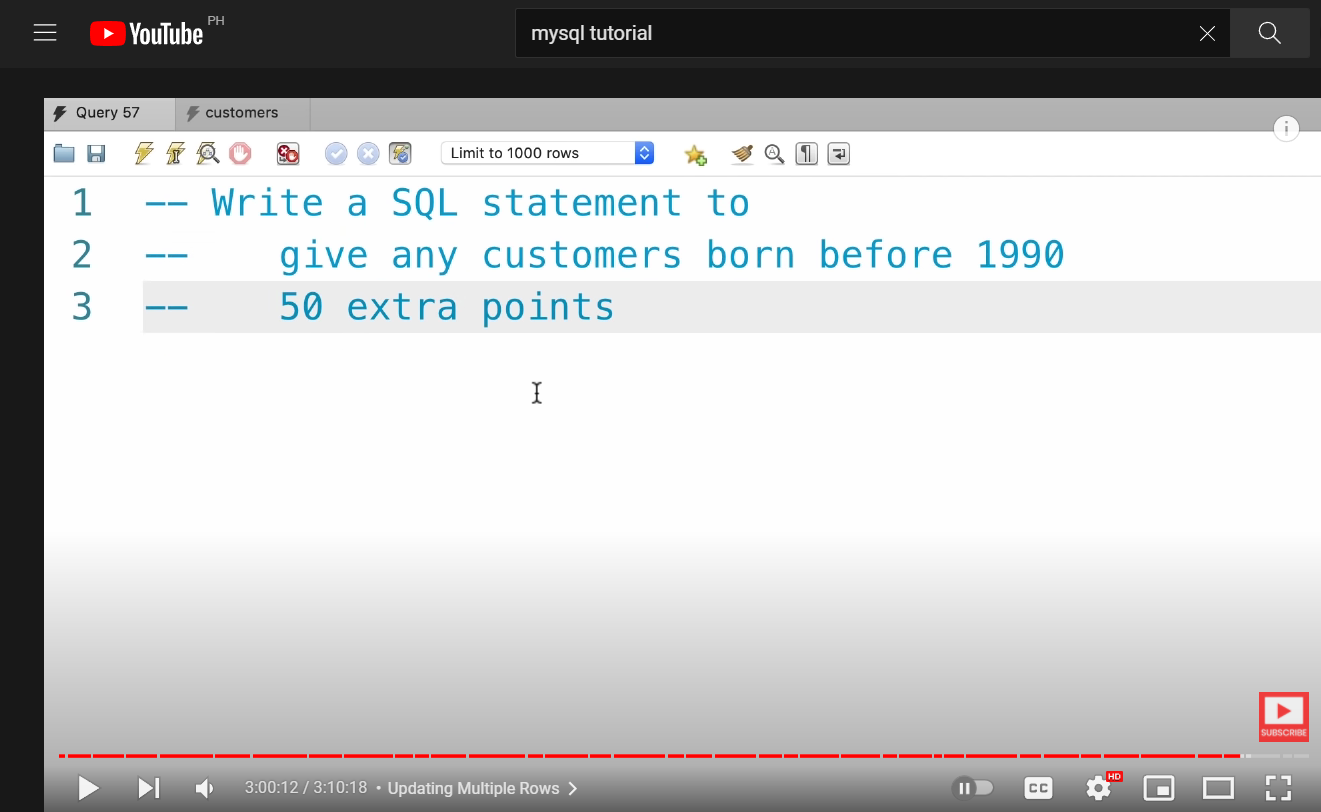 YouTube PH
mysql tutorial
Query 57
customers
Limit to 1000 rows
1 -- Write a SQL statement to
2 -- give any customers born before 1990
3 -- 50 extra points
SUBSCRIBE
3:00:12 / 3:10:18 • Updating Multiple Rows
CC
HD